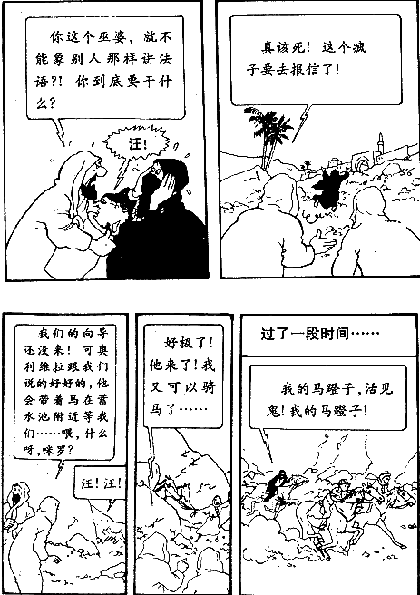 你这个巫婆，就不
能象别人那样讲法
语?! 你到底要干什
么?
汪!
真该死! 这个疯
子要去报信了!
我们的向导
还没来! 可奥
利维拉跟我们
说的好好的，他
会带着马在蓄
水池附近等我
们……喂，什么
呀，米罗?
汪! 汪!
好极了!
他来了! 我
又可以骑
马了……
过了一段时间……
我的马蹬子，活见
鬼! 我的马蹬子!